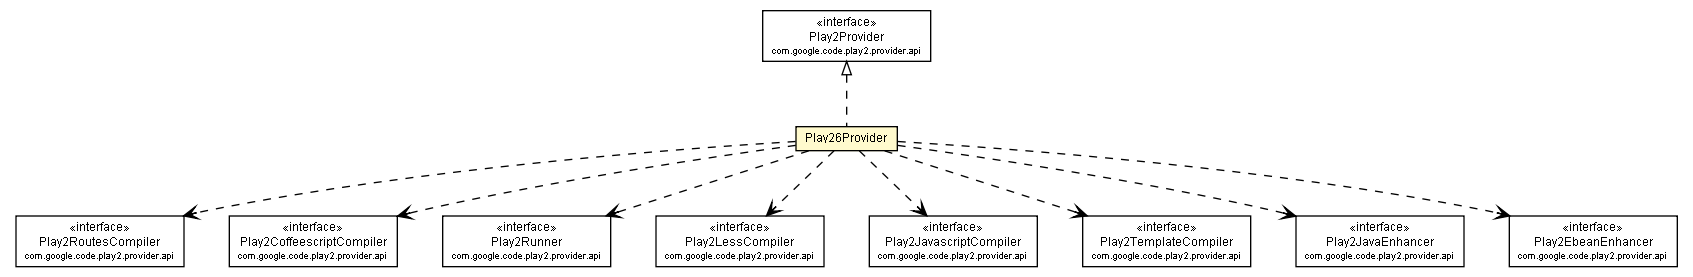 «interface»
Play2Provider
com.google.code.play2.provider.api
Play26Provider
«interface»
Play2RoutesCompiler
com.google.code.play2.provider.api
«interface»
Play2CoffeescriptCompiler
com.google.code.play2.provider.api
«interface»
Play2Runner
com.google.code.play2.provider.api
«interface»
Play2LessCompiler
com.google.code.play2.provider.api
«interface»
Play2JavascriptCompiler
com.google.code.play2.provider.api
«interface»
Play2TemplateCompiler
com.google.code.play2.provider.api
«interface»
Play2JavaEnhancer
com.google.code.play2.provider.api
«interface»
Play2EbeanEnhancer
com.google.code.play2.provider.api